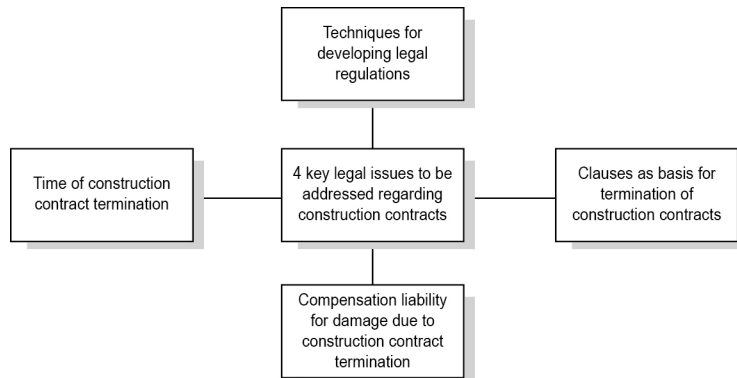 Techniques for
developing legal
regulations
Time of construction
contract termination
4 key legal issues to be
addressed regarding
construction contracts
Clauses as basis for
termination of
construction contracts
Compensation liability
for damage due to
construction contract
termination